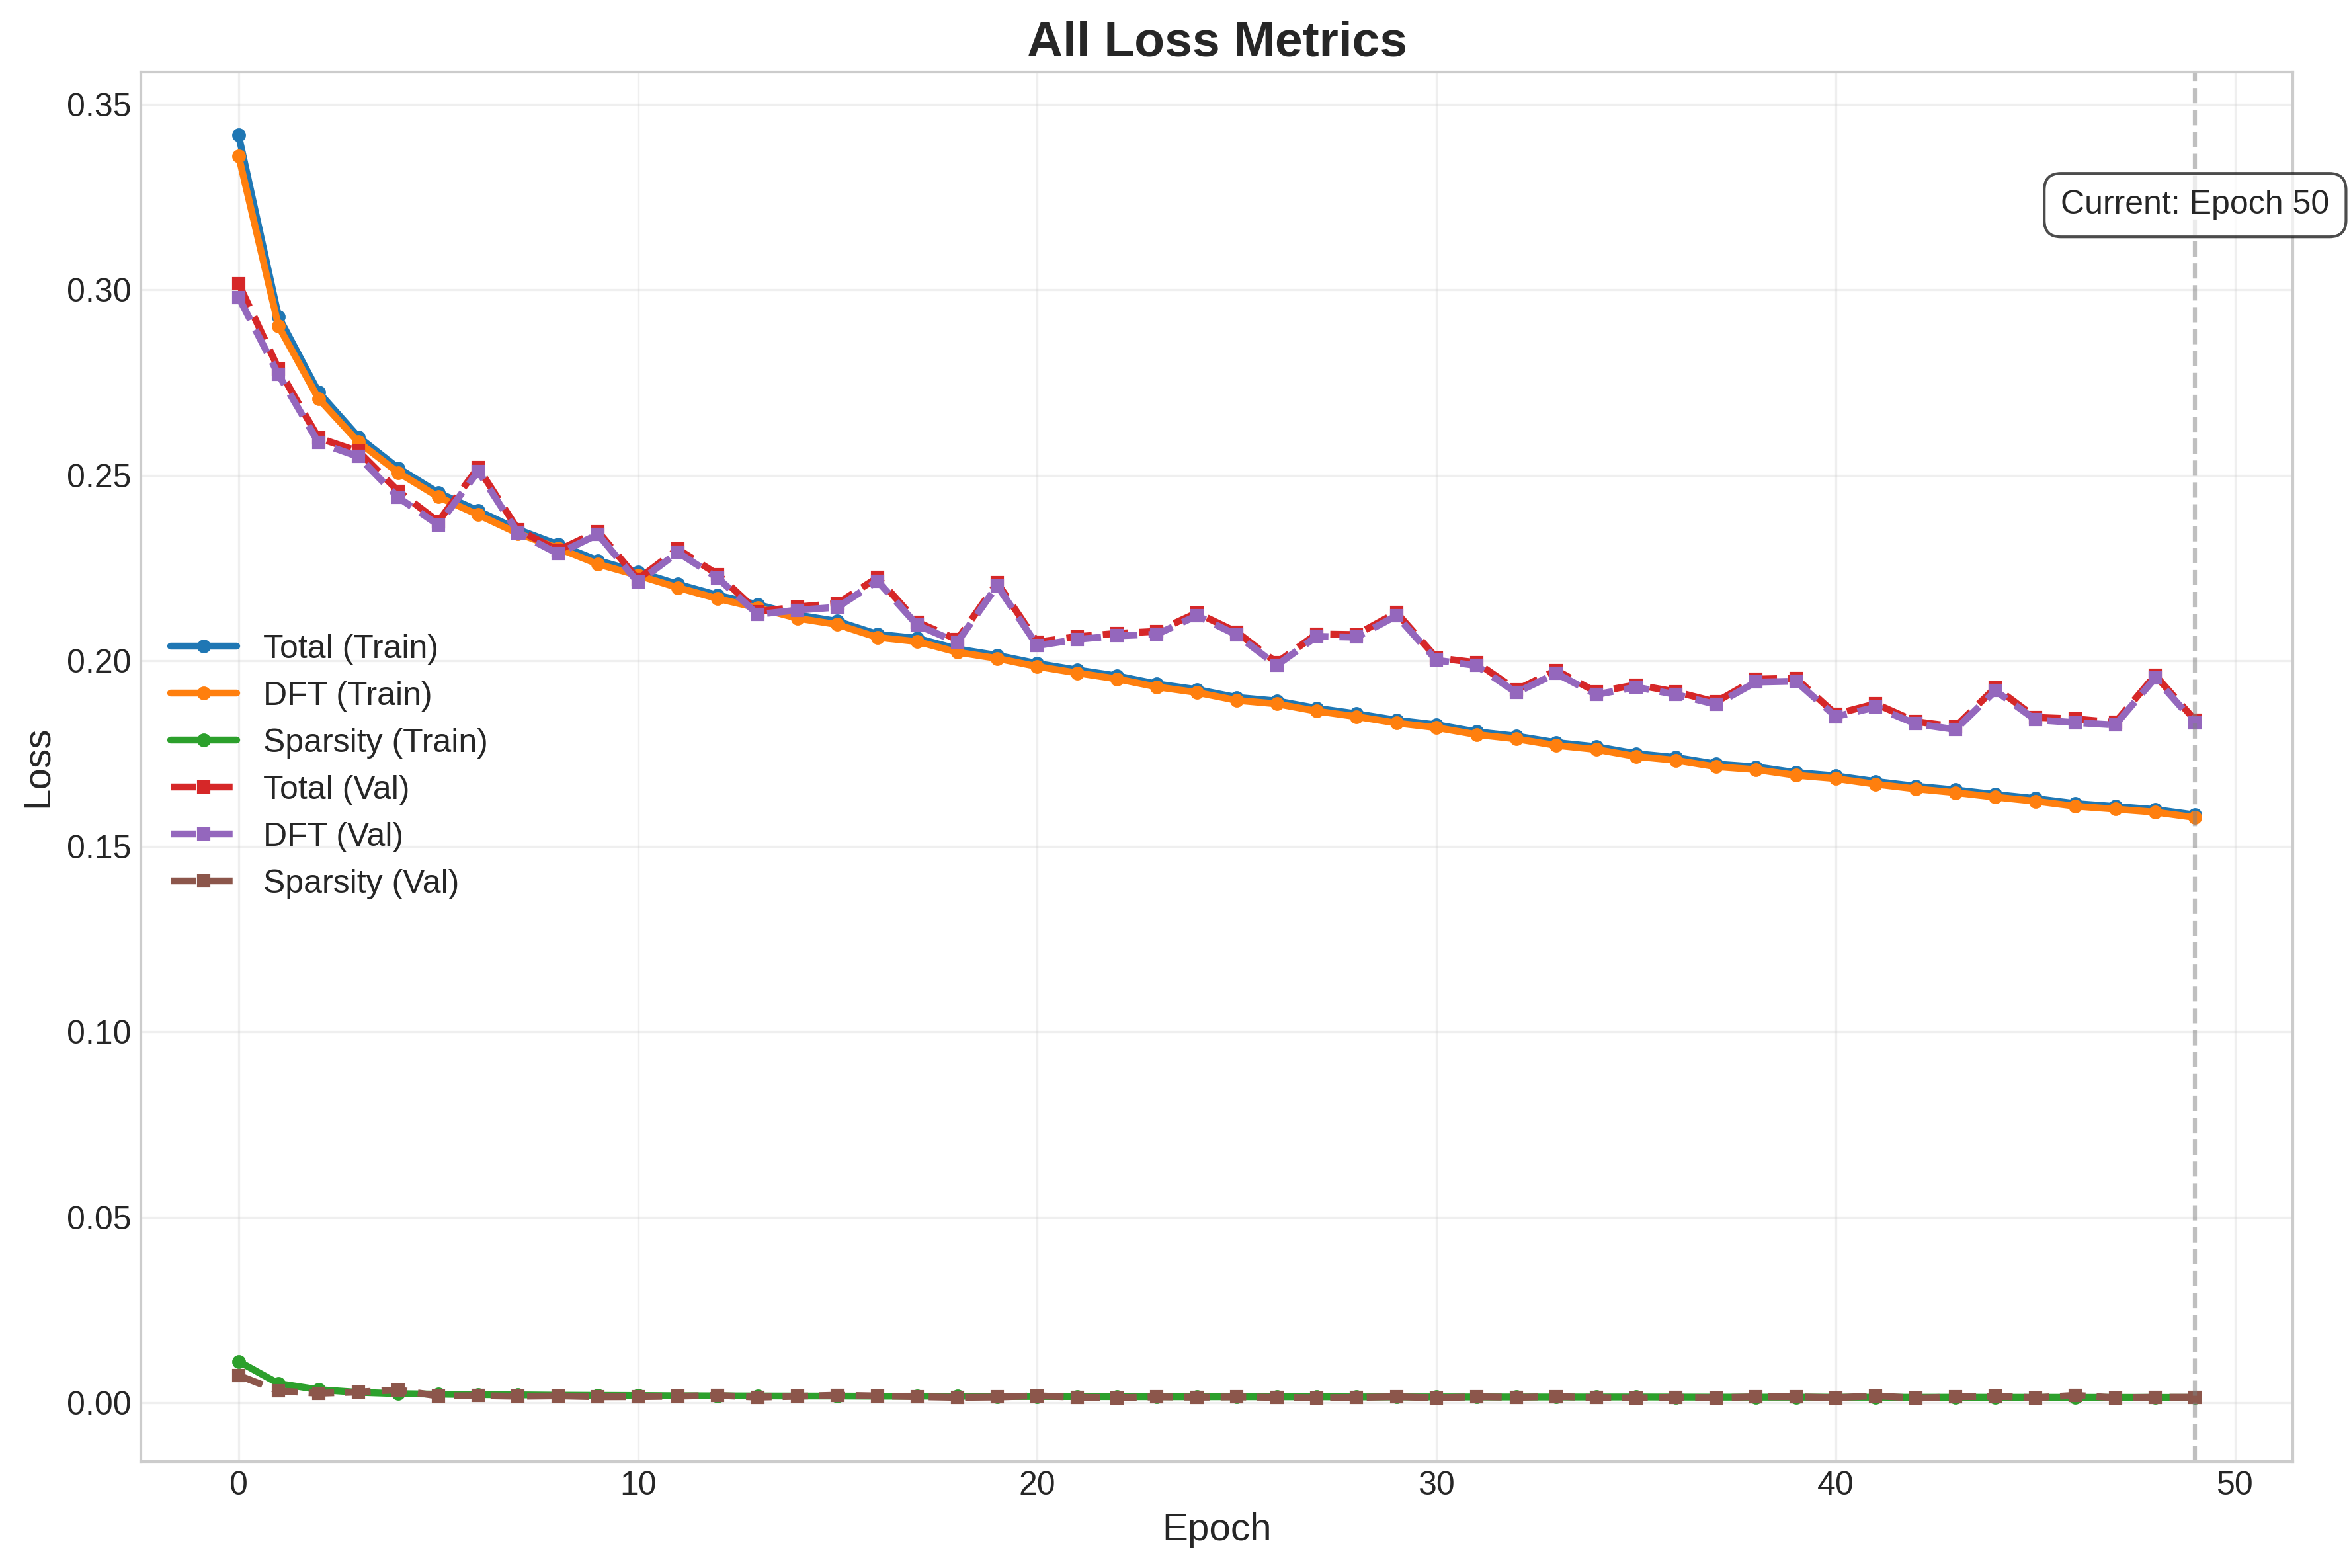 All Loss Metrics
0.35
0.30
0.25
0.20
0.15
0.10
0.05
0.00
Loss
Current: Epoch 50
Total (Train)
DFT (Train)
Sparsity (Train)
Total (Val)
DFT (Val)
Sparsity (Val)
0 10 20 30 40 50
Epoch